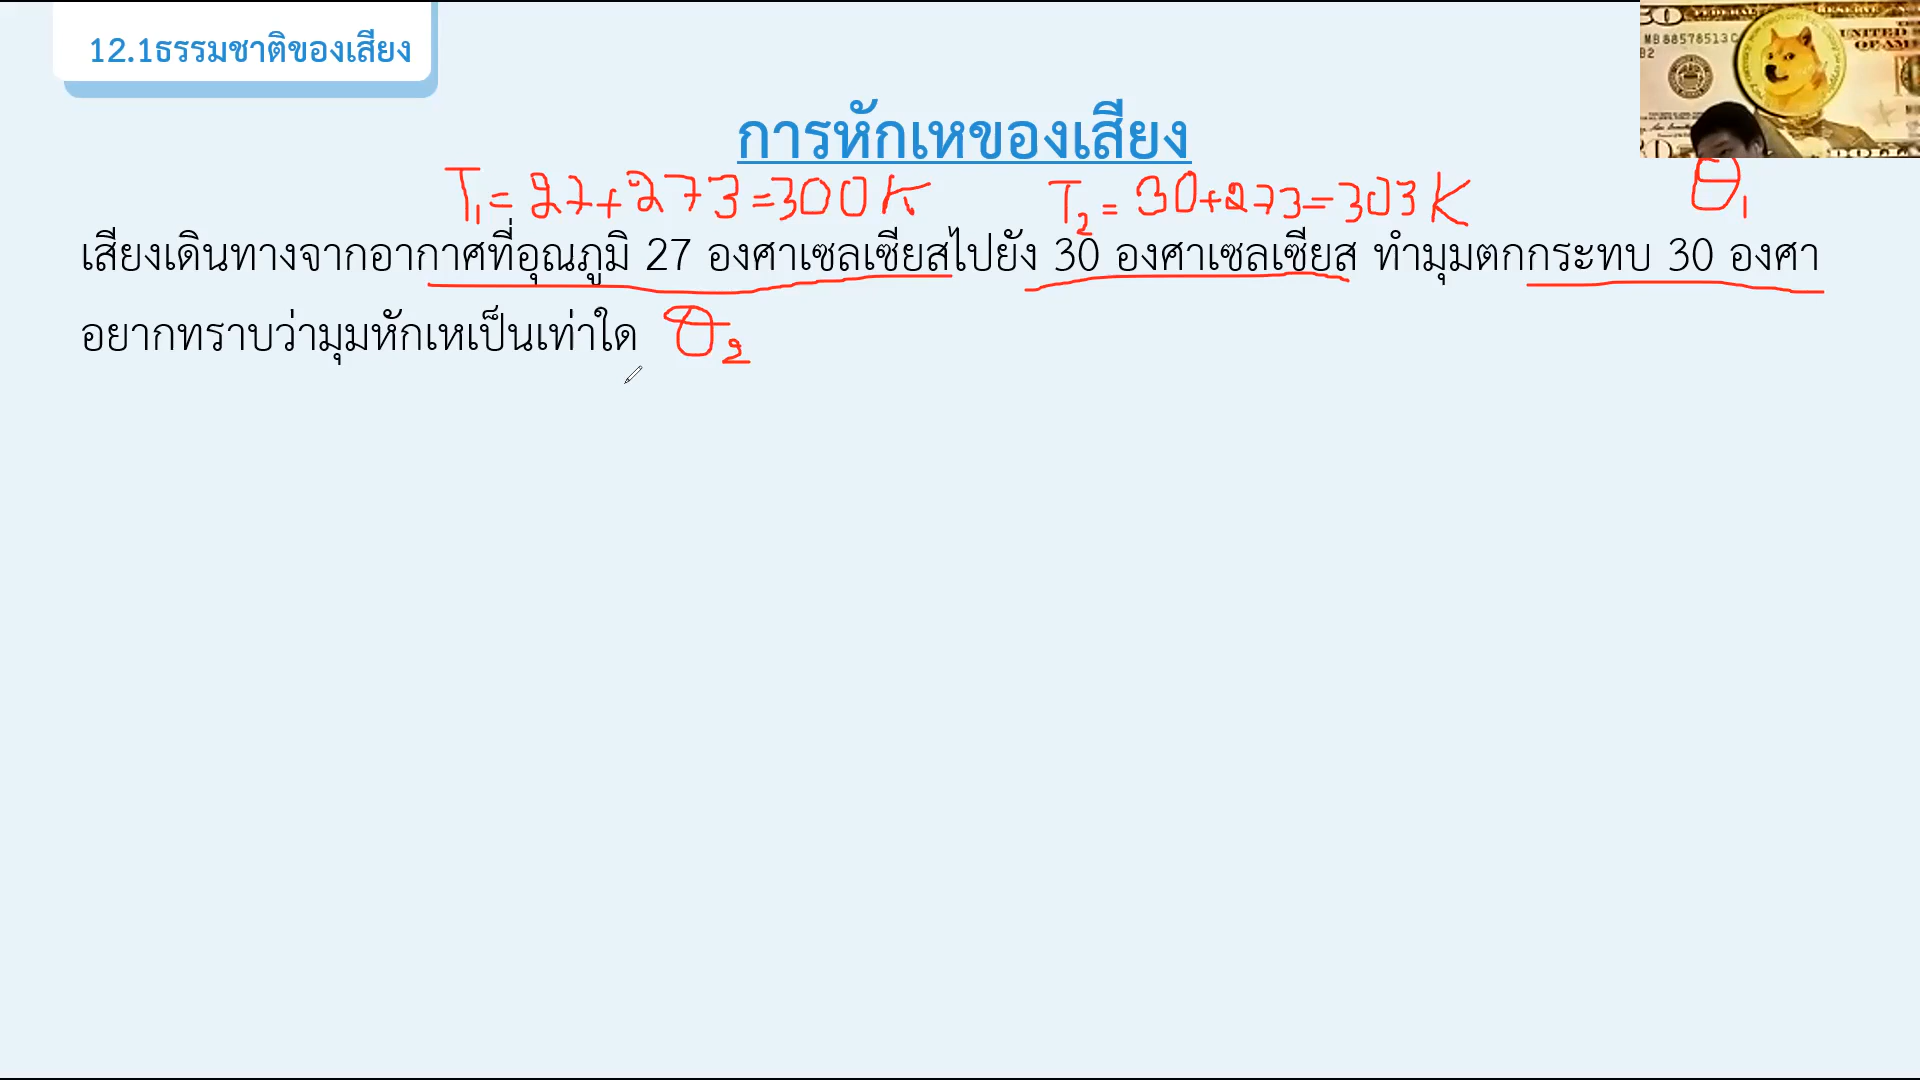 12.1ธรรมชาติของเสียง
การหักเหของเสียง
T₁ = 27+273=300 K T₂ = 30+273=303 K θ₁
เสียงเดินทางจากอากาศที่อุณภูมิ 27 องศาเซลเซียสไปยัง 30 องศาเซลเซียส ทำมุมตกกระทบ 30 องศา
อยากทราบว่ามุมหักเหเป็นเท่าใด θ₂
MB88578513C
UNITED